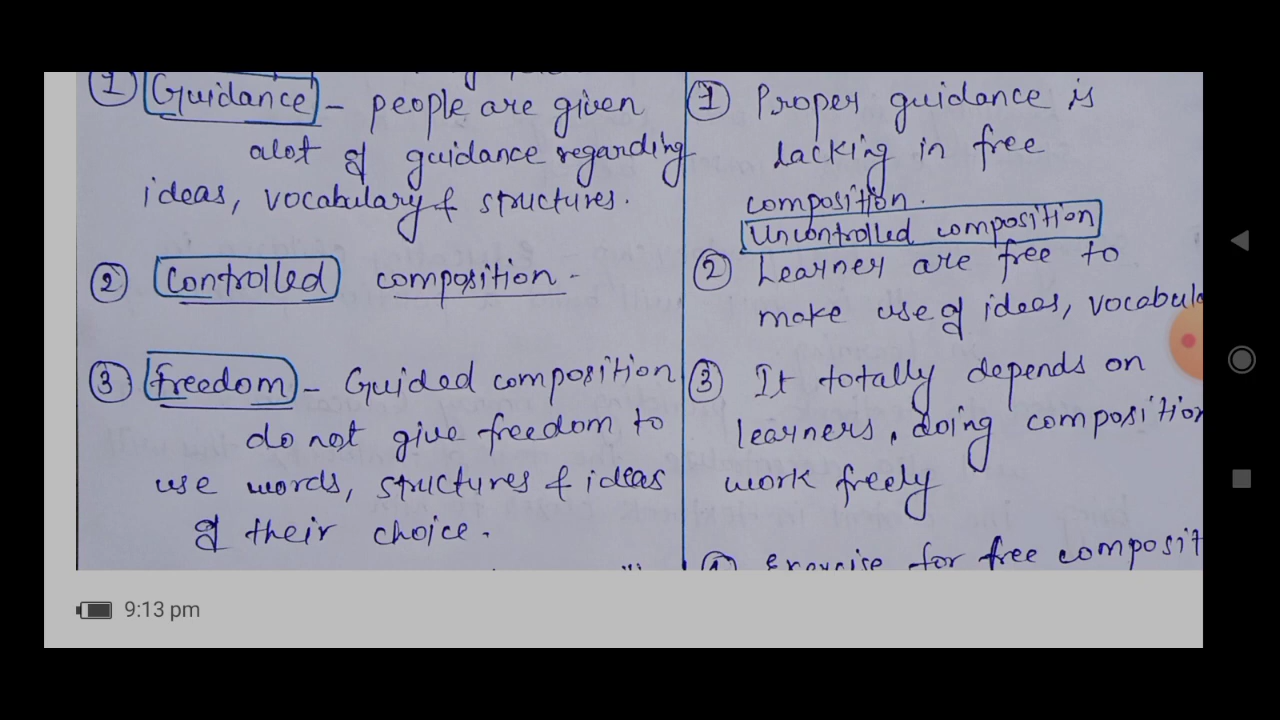 ① Guidance - people are given
alot of guidance regarding
ideas, vocabulary & structures.
② Controlled composition -
③ freedom - Guided composition
do not give freedom to
use words, structures & ideas
of their choice.
① Proper guidance is
lacking in free
composition.
Uncontrolled composition
② Learner are free to
make use of ideas, vocabula
③ It totally depends on
learners, doing composition
work freely
Exercise for free composit
9:13 pm